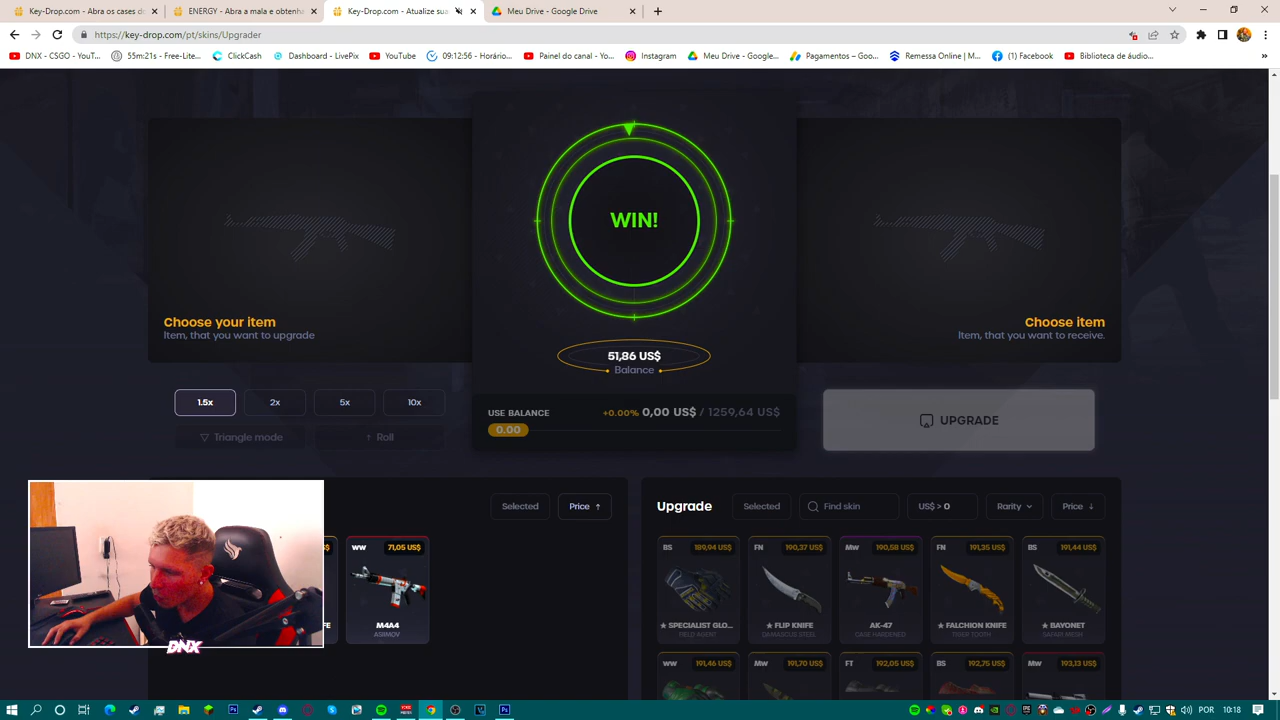 Key-Drop.com - Abra os cases do
ENERGY - Abra a mala e obtenha
Key-Drop.com - Atualize sua
Meu Drive - Google Drive
https://key-drop.com/pt/skins/Upgrader
DNX - CSGO - YouT...
55m21s - Free-Lite...
ClickCash
Dashboard - LivePix
YouTube
09:12:56 - Horário...
Painel do canal - Yo...
Instagram
Meu Drive - Google...
Pagamentos – Goo...
Remessa Online | M...
(1) Facebook
Biblioteca de áudio...
WIN!
Choose your item
Item, that you want to upgrade
Choose item
Item, that you want to receive.
51,86 US$
Balance
1.5x 2x 5x 10x
USE BALANCE +0.00% 0,00 US$ / 1259,64 US$
0.00
UPGRADE
Triangle mode Roll
Selected Price
Upgrade Selected Find skin US$ > 0 Rarity Price
WW 71,05 US$
M4A4
ASIIMOV
BS 189,94 US$
★ SPECIALIST GLO...
FIELD AGENT
FN 190,37 US$
★ FLIP KNIFE
DAMASCUS STEEL
MW 190,58 US$
AK-47
CASE HARDENED
FN 191,35 US$
★ FALCHION KNIFE
TIGER TOOTH
BS 191,44 US$
★ BAYONET
SAFARI MESH
WW 191,46 US$
MW 191,70 US$
FT 192,05 US$
BS 192,75 US$
MW 193,13 US$
DNX
POR 10:18